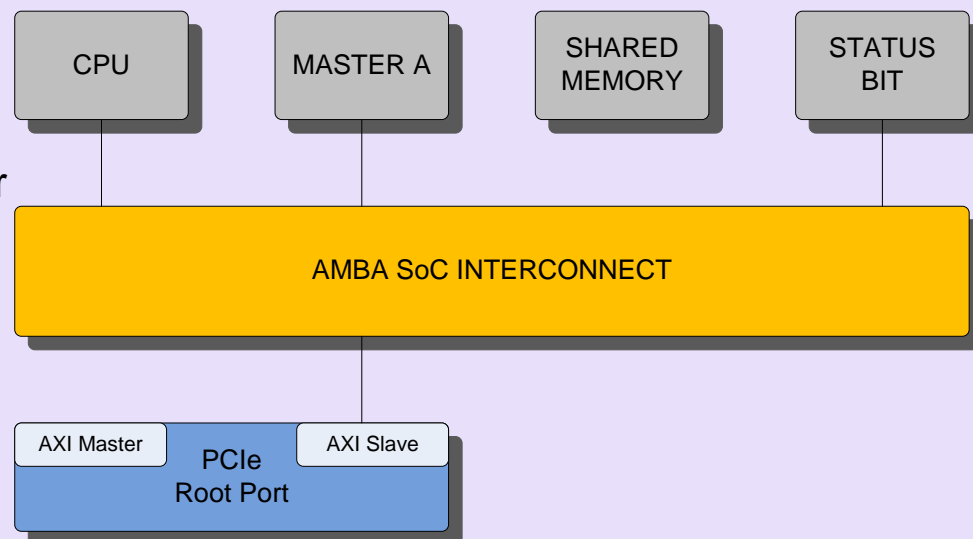 CPU
MASTER A
SHARED
MEMORY
STATUS
BIT
r
AMBA SoC INTERCONNECT
AXI Master
AXI Slave
PCIe
Root Port